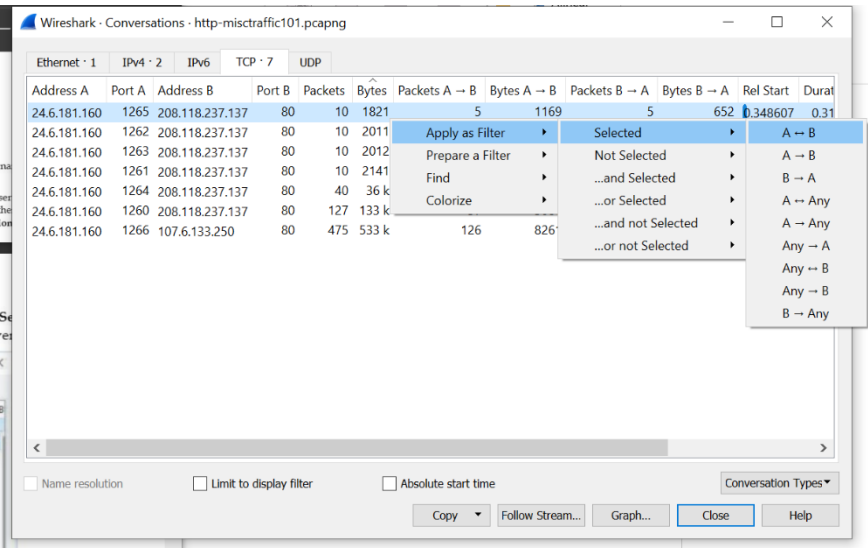 Wireshark · Conversations · http-misctraffic101.pcapng
Ethernet · 1 IPv4 · 2 IPv6 TCP · 7 UDP
Address A Port A Address B Port B Packets Bytes Packets A → B Bytes A → B Packets B → A Bytes B → A Rel Start Durat
24.6.181.160 1265 208.118.237.137 80 10 1821 5 1169 5 652 0.348607 0.31
24.6.181.160 1262 208.118.237.137 80 10 2011
24.6.181.160 1263 208.118.237.137 80 10 2012
24.6.181.160 1261 208.118.237.137 80 10 2141
24.6.181.160 1264 208.118.237.137 80 40 36 k
24.6.181.160 1260 208.118.237.137 80 127 133 k
24.6.181.160 1266 107.6.133.250 80 475 533 k 126 8261
Apply as Filter
Prepare a Filter
Find
Colorize
Selected
Not Selected
...and Selected
...or Selected
...and not Selected
...or not Selected
A ↔ B
A → B
B → A
A ↔ Any
A → Any
Any → A
Any ↔ B
Any → B
B → Any
Name resolution Limit to display filter Absolute start time Conversation Types
Copy Follow Stream... Graph... Close Help